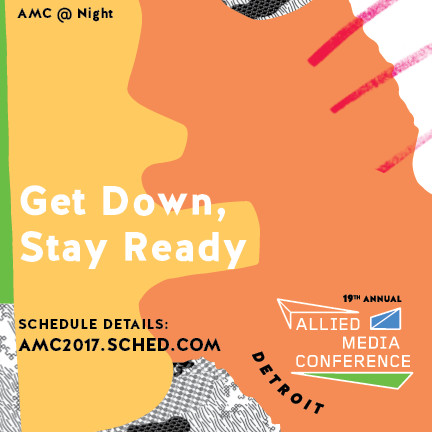 AMC @ Night
Get Down,
Stay Ready
SCHEDULE DETAILS:
AMC2017.SCHED.COM
19TH ANNUAL
ALLIED
MEDIA
CONFERENCE
DETROIT